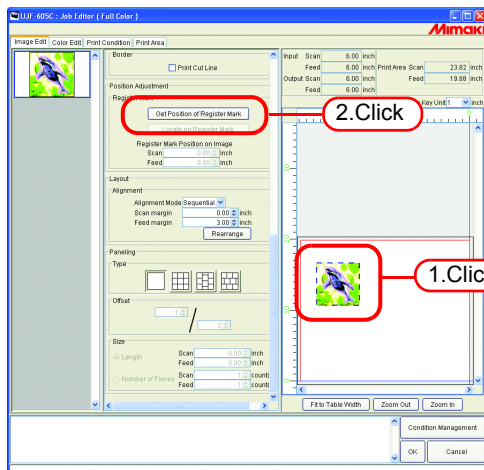 UJF-605C : Job Editor ( Full Color )
Mimaki
Image Edit Color Edit Print Condition Print Area
Border
Print Cut Line
Position Adjustment
Get Position of Register Mark
Locate on Register Mark
Register Mark Position on Image
Scan 0.00 inch
Feed 0.00 inch
Layout
Alignment
Alignment Mode Sequential
Scan margin 0.00 inch
Feed margin 3.00 inch
Rearrange
Paneling
Type
Offset
1 / 2
Size
Length Scan 0.00 inch
Feed 0.00 inch
Number of Pieces Scan 1 count(
Feed 1 count(
Input Scan 6.00 inch
Feed 6.00 inch Print Area Scan 23.82 inch
Output Scan 6.00 inch Feed 19.88 inch
Feed 6.00 inch
Key Unit 1 inch
2.Click
1.Clic
Fit to Table Width Zoom Out Zoom In
Condition Management
OK Cancel